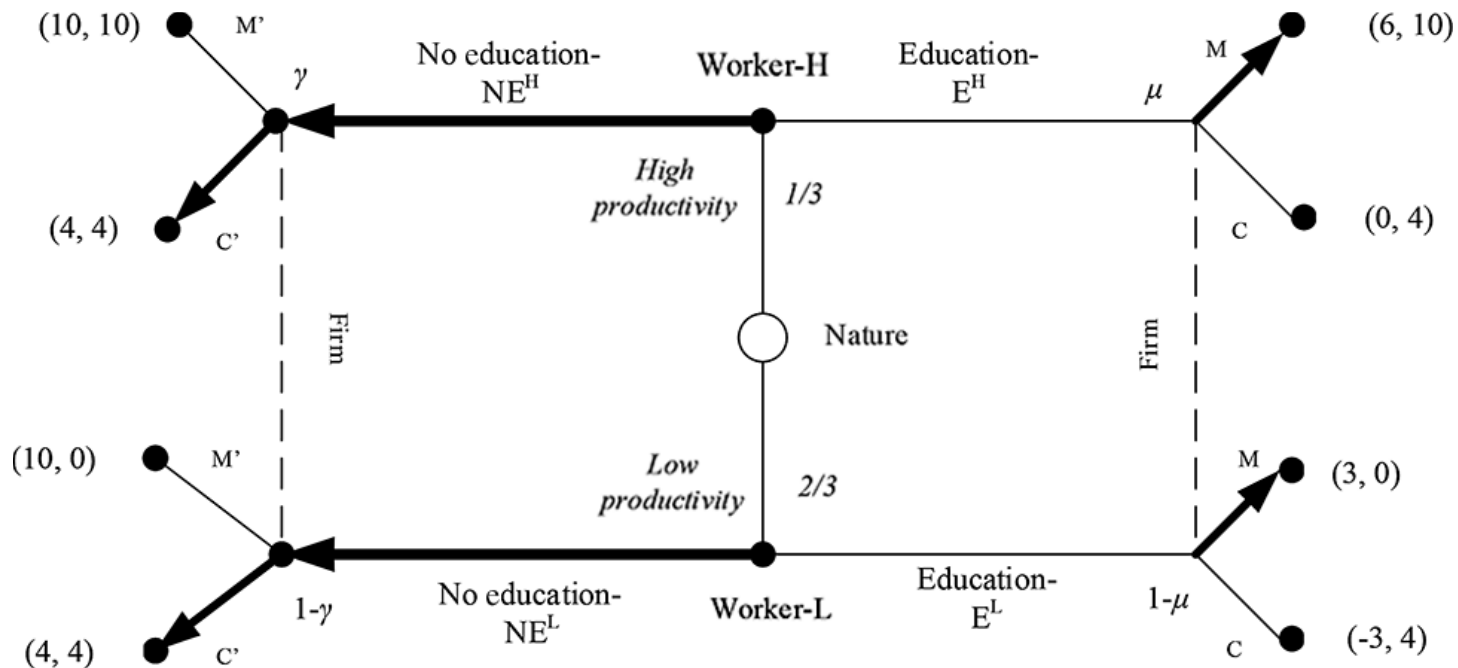 (10, 10)
M’
No education-
NE^H
Worker-H
Education-
E^H
M
(6, 10)
γ
μ
High
productivity
1/3
(4, 4)
C’
C
(0, 4)
Firm
Nature
Firm
(10, 0)
M’
Low
productivity
2/3
M
(3, 0)
1-γ
No education-
NE^L
Worker-L
Education-
E^L
1-μ
(4, 4)
C’
C
(-3, 4)